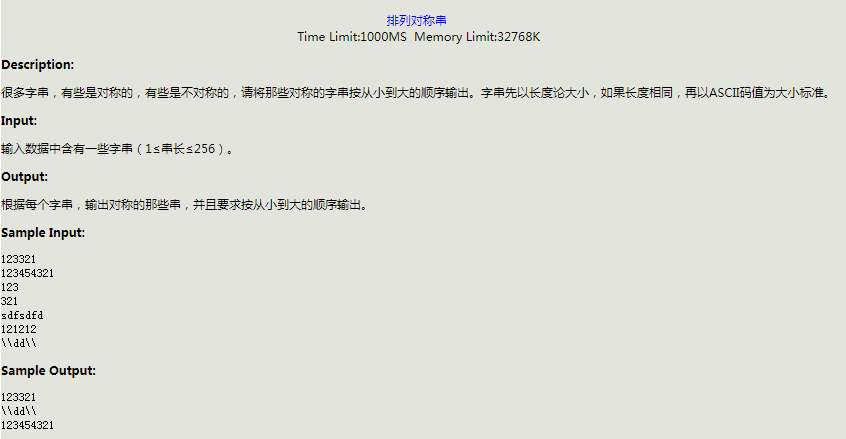 排列对称串
Time Limit:1000MS Memory Limit:32768K
Description:
很多字串，有些是对称的，有些是不对称的，请将那些对称的字串按从小到大的顺序输出。字串先以长度论大小，如果长度相同，再以ASCII码值为大小标准。
Input:
输入数据中含有一些字串（1≤串长≤256）。
Output:
根据每个字串，输出对称的那些串，并且要求按从小到大的顺序输出。
Sample Input:
123321
123454321
123
321
sdfsdfd
121212
\\dd\\
Sample Output:
123321
\\dd\\
123454321